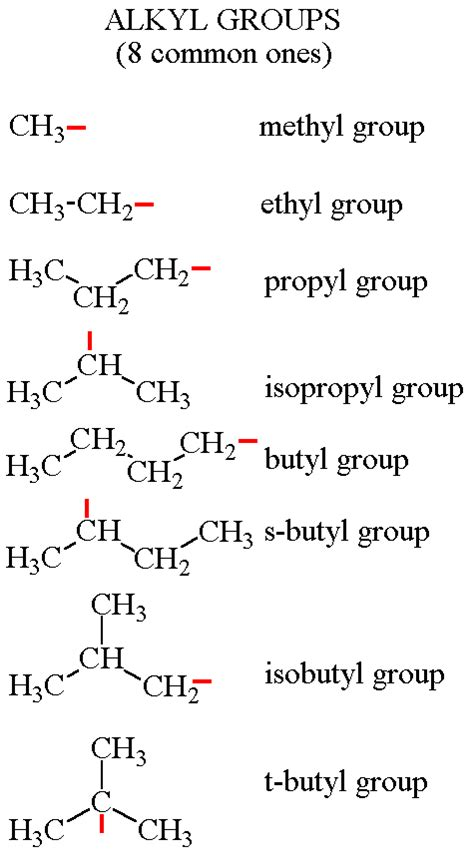 ALKYL GROUPS
(8 common ones)
CH3 methyl group
CH3-CH2 ethyl group
H3C CH2 CH2 propyl group
CH H3C CH3 isopropyl group
H3C CH2 CH2 CH2 butyl group
H3C CH CH2 CH3 s-butyl group
CH3
CH
H3C CH2 isobutyl group
CH3
C t-butyl group
H3C CH3